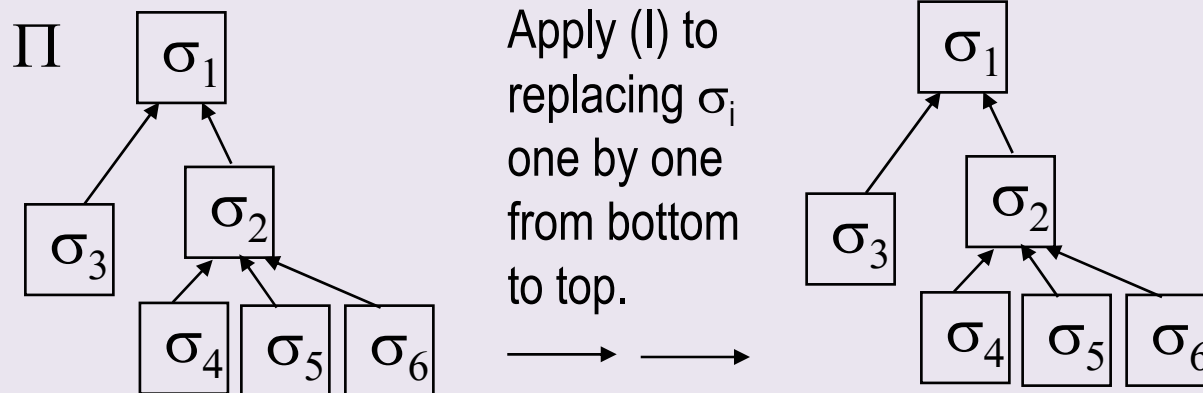 Π
σ1
σ3
σ2
σ4
σ5
σ6
Apply (I) to
replacing σi
one by one
from bottom
to top.
σ1
σ3
σ2
σ4
σ5
σ6